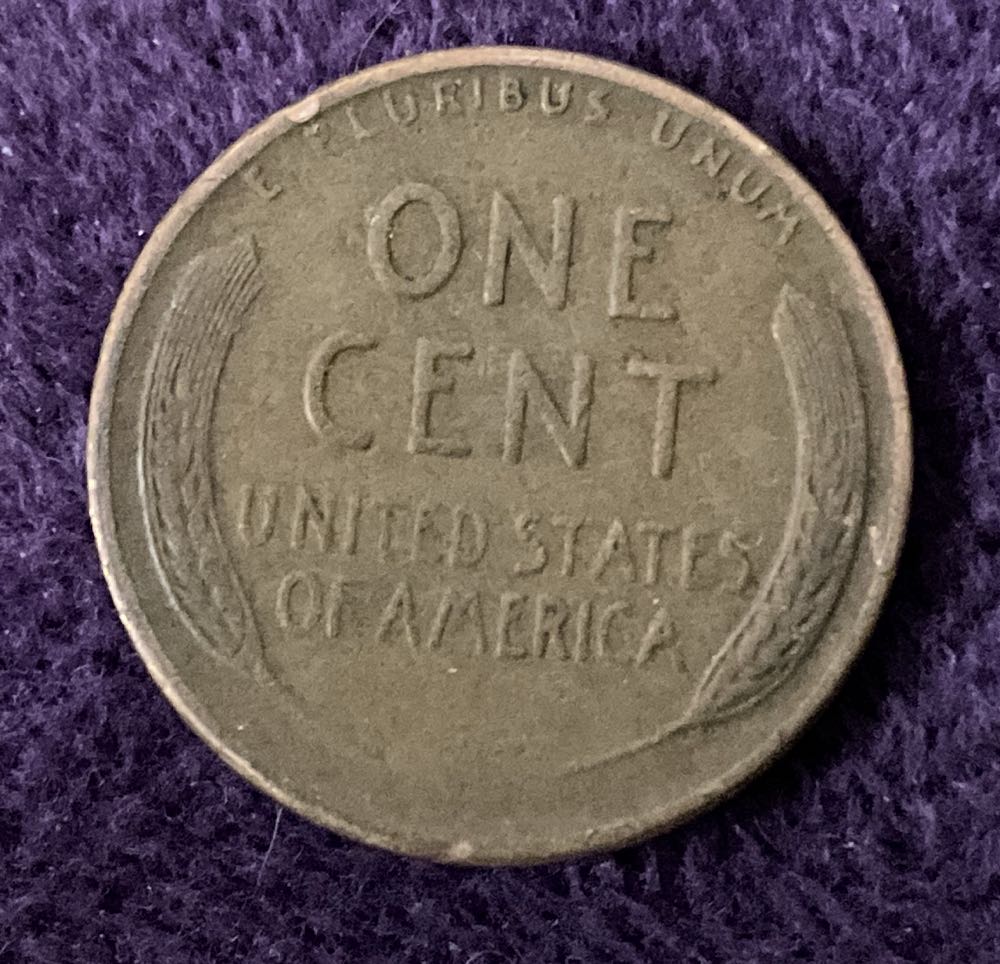 E PLURIBUS UNUM
ONE
CENT
UNITED STATES
OF AMERICA